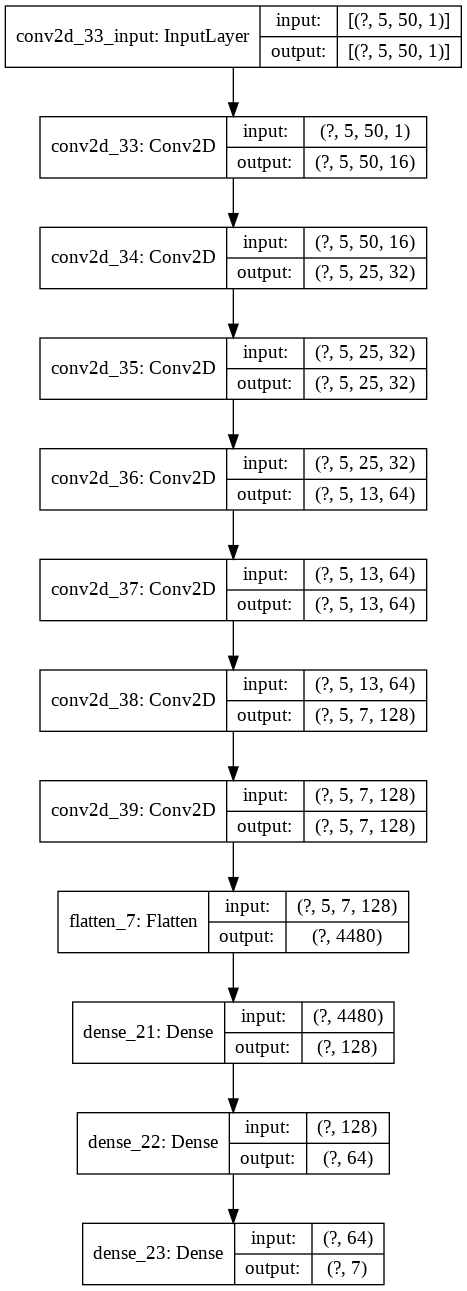 conv2d_33_input: InputLayer
input:
[(?, 5, 50, 1)]
output:
[(?, 5, 50, 1)]
conv2d_33: Conv2D
input:
(?, 5, 50, 1)
output:
(?, 5, 50, 16)
conv2d_34: Conv2D
input:
(?, 5, 50, 16)
output:
(?, 5, 25, 32)
conv2d_35: Conv2D
input:
(?, 5, 25, 32)
output:
(?, 5, 25, 32)
conv2d_36: Conv2D
input:
(?, 5, 25, 32)
output:
(?, 5, 13, 64)
conv2d_37: Conv2D
input:
(?, 5, 13, 64)
output:
(?, 5, 13, 64)
conv2d_38: Conv2D
input:
(?, 5, 13, 64)
output:
(?, 5, 7, 128)
conv2d_39: Conv2D
input:
(?, 5, 7, 128)
output:
(?, 5, 7, 128)
flatten_7: Flatten
input:
(?, 5, 7, 128)
output:
(?, 4480)
dense_21: Dense
input:
(?, 4480)
output:
(?, 128)
dense_22: Dense
input:
(?, 128)
output:
(?, 64)
dense_23: Dense
input:
(?, 64)
output:
(?, 7)